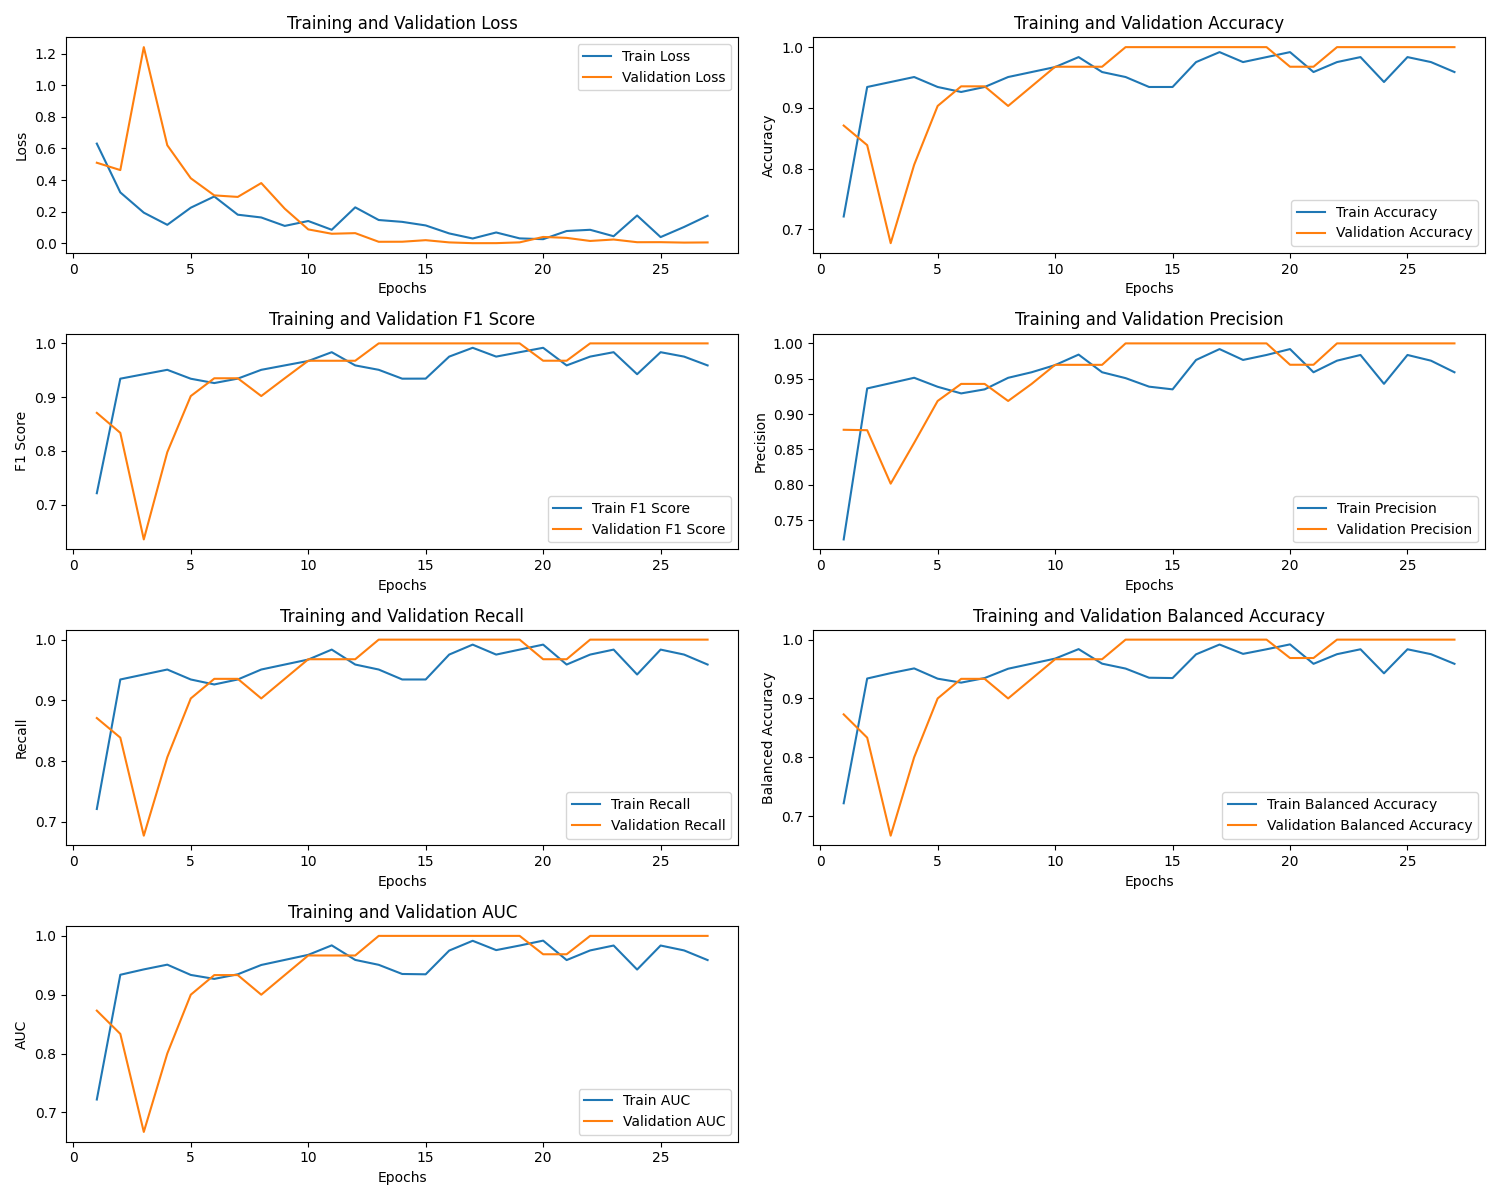 Training and Validation Loss
Loss
1.2
1.0
0.8
0.6
0.4
0.2
0.0
Train Loss
Validation Loss
0 5 10 15 20 25
Epochs
Training and Validation Accuracy
Accuracy
1.0
0.9
0.8
0.7
Train Accuracy
Validation Accuracy
0 5 10 15 20 25
Epochs
Training and Validation F1 Score
F1 Score
1.0
0.9
0.8
0.7
Train F1 Score
Validation F1 Score
0 5 10 15 20 25
Epochs
Training and Validation Precision
Precision
1.00
0.95
0.90
0.85
0.80
0.75
Train Precision
Validation Precision
0 5 10 15 20 25
Epochs
Training and Validation Recall
Recall
1.0
0.9
0.8
0.7
Train Recall
Validation Recall
0 5 10 15 20 25
Epochs
Training and Validation Balanced Accuracy
Balanced Accuracy
1.0
0.9
0.8
0.7
Train Balanced Accuracy
Validation Balanced Accuracy
0 5 10 15 20 25
Epochs
Training and Validation AUC
AUC
1.0
0.9
0.8
0.7
Train AUC
Validation AUC
0 5 10 15 20 25
Epochs